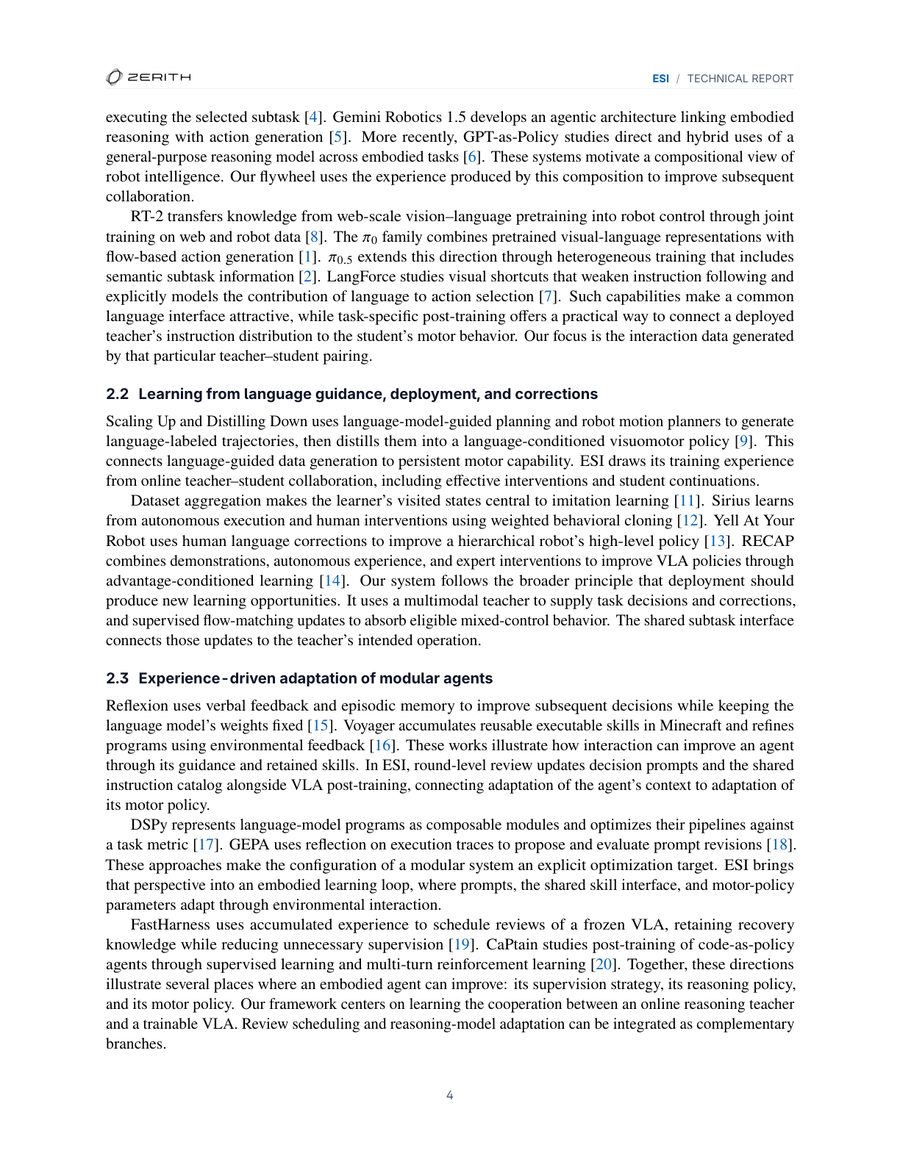 ZERITH
ESI / TECHNICAL REPORT
executing the selected subtask [4]. Gemini Robotics 1.5 develops an agentic architecture linking embodied
reasoning with action generation [5]. More recently, GPT-as-Policy studies direct and hybrid uses of a
general-purpose reasoning model across embodied tasks [6]. These systems motivate a compositional view of
robot intelligence. Our flywheel uses the experience produced by this composition to improve subsequent
collaboration.
RT-2 transfers knowledge from web-scale vision–language pretraining into robot control through joint
training on web and robot data [8]. The π₀ family combines pretrained visual-language representations with
flow-based action generation [1]. π₀.₅ extends this direction through heterogeneous training that includes
semantic subtask information [2]. LangForce studies visual shortcuts that weaken instruction following and
explicitly models the contribution of language to action selection [7]. Such capabilities make a common
language interface attractive, while task-specific post-training offers a practical way to connect a deployed
teacher's instruction distribution to the student's motor behavior. Our focus is the interaction data generated
by that particular teacher–student pairing.
2.2 Learning from language guidance, deployment, and corrections
Scaling Up and Distilling Down uses language-model-guided planning and robot motion planners to generate
language-labeled trajectories, then distills them into a language-conditioned visuomotor policy [9]. This
connects language-guided data generation to persistent motor capability. ESI draws its training experience
from online teacher–student collaboration, including effective interventions and student continuations.
Dataset aggregation makes the learner's visited states central to imitation learning [11]. Sirius learns
from autonomous execution and human interventions using weighted behavioral cloning [12]. Yell At Your
Robot uses human language corrections to improve a hierarchical robot's high-level policy [13]. RECAP
combines demonstrations, autonomous experience, and expert interventions to improve VLA policies through
advantage-conditioned learning [14]. Our system follows the broader principle that deployment should
produce new learning opportunities. It uses a multimodal teacher to supply task decisions and corrections,
and supervised flow-matching updates to absorb eligible mixed-control behavior. The shared subtask interface
connects those updates to the teacher's intended operation.
2.3 Experience-driven adaptation of modular agents
Reflexion uses verbal feedback and episodic memory to improve subsequent decisions while keeping the
language model's weights fixed [15]. Voyager accumulates reusable executable skills in Minecraft and refines
programs using environmental feedback [16]. These works illustrate how interaction can improve an agent
through its guidance and retained skills. In ESI, round-level review updates decision prompts and the shared
instruction catalog alongside VLA post-training, connecting adaptation of the agent's context to adaptation of
its motor policy.
DSPy represents language-model programs as composable modules and optimizes their pipelines against
a task metric [17]. GEPA uses reflection on execution traces to propose and evaluate prompt revisions [18].
These approaches make the configuration of a modular system an explicit optimization target. ESI brings
that perspective into an embodied learning loop, where prompts, the shared skill interface, and motor-policy
parameters adapt through environmental interaction.
FastHarness uses accumulated experience to schedule reviews of a frozen VLA, retaining recovery
knowledge while reducing unnecessary supervision [19]. CaPtain studies post-training of code-as-policy
agents through supervised learning and multi-turn reinforcement learning [20]. Together, these directions
illustrate several places where an embodied agent can improve: its supervision strategy, its reasoning policy,
and its motor policy. Our framework centers on learning the cooperation between an online reasoning teacher
and a trainable VLA. Review scheduling and reasoning-model adaptation can be integrated as complementary
branches.
4